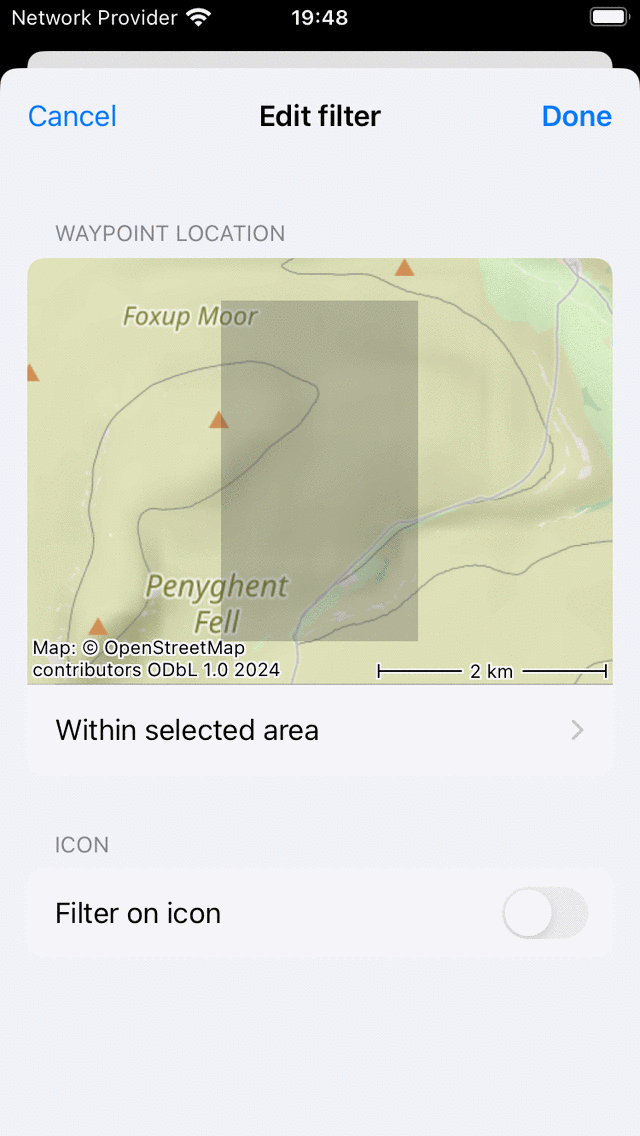 Network Provider 19:48
Cancel Edit filter Done
WAYPOINT LOCATION
Foxup Moor
Penyghent
Fell
Map: © OpenStreetMap
contributors ODbL 1.0 2024 2 km
Within selected area
ICON
Filter on icon